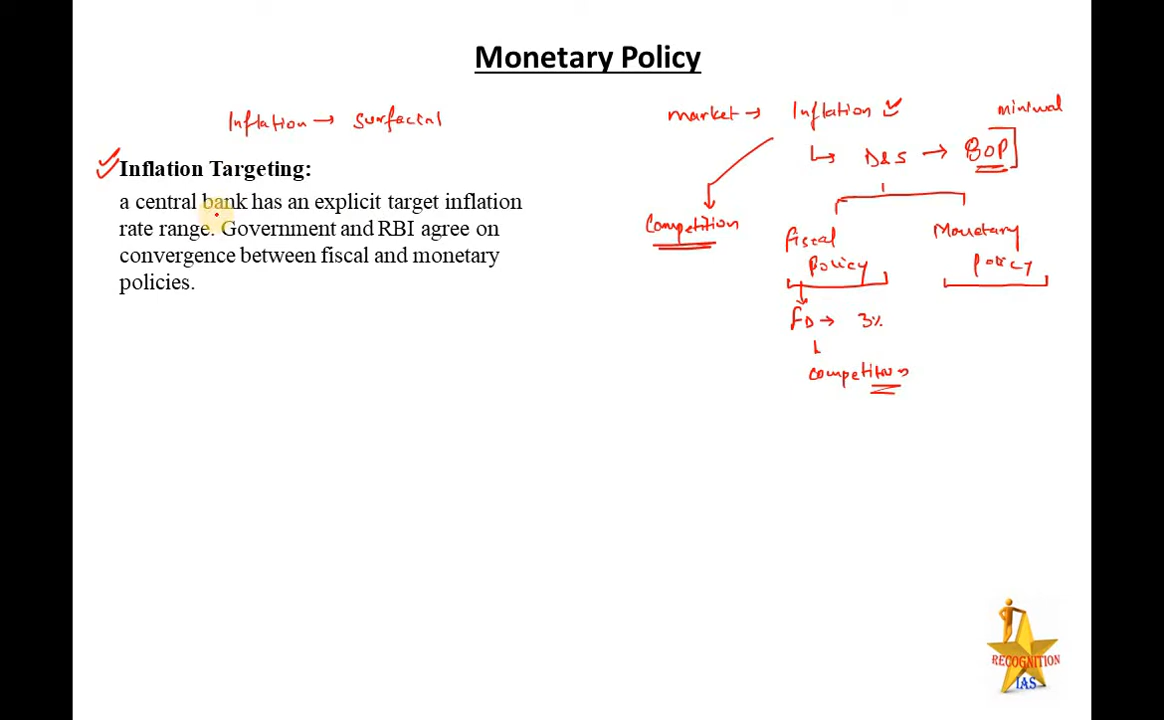 Monetary Policy
Inflation → Surfacial
Inflation Targeting:
a central bank has an explicit target inflation
rate range. Government and RBI agree on
convergence between fiscal and monetary
policies.
market → Inflation
minimal
↳ D&S → BOP
Competition
fiscal policy
Monetary policy
FD → 3%
competition
RECOGNITION
IAS